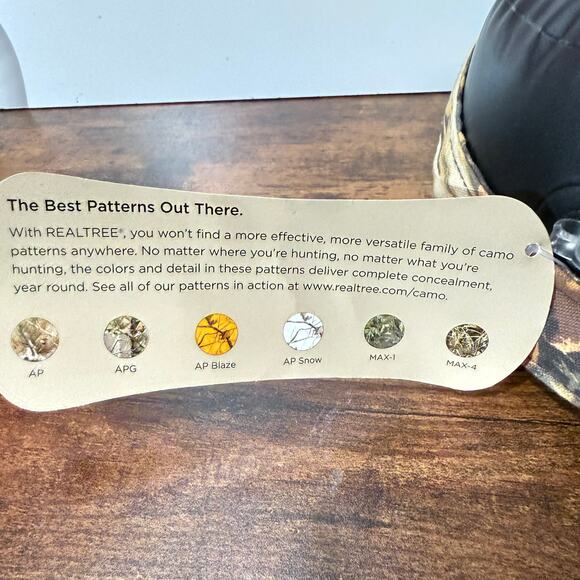 The Best Patterns Out There.
With REALTREE®, you won't find a more effective, more versatile family of camo
patterns anywhere. No matter where you're hunting, no matter what you're
hunting, the colors and detail in these patterns deliver complete concealment,
year round. See all of our patterns in action at www.realtree.com/camo.
AP APG AP Blaze AP Snow MAX-1 MAX-4